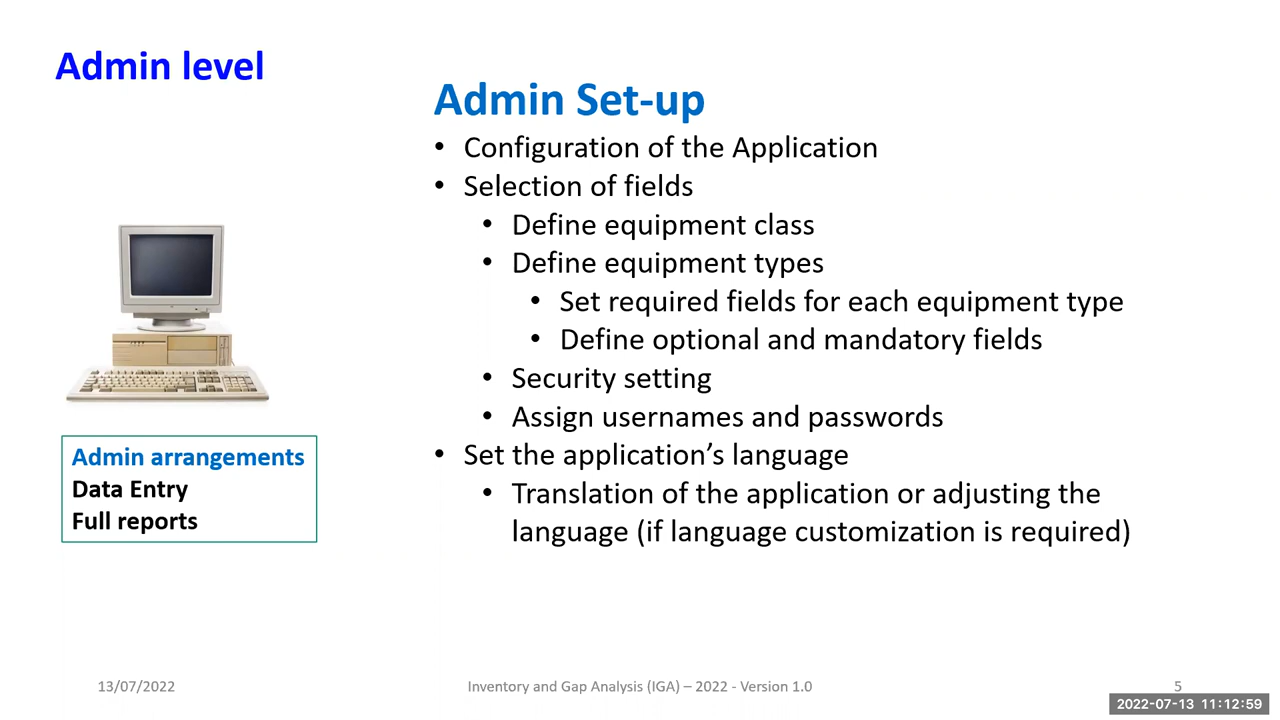 Admin level
Admin Set-up
• Configuration of the Application
• Selection of fields
• Define equipment class
• Define equipment types
• Set required fields for each equipment type
• Define optional and mandatory fields
• Security setting
• Assign usernames and passwords
• Set the application’s language
• Translation of the application or adjusting the
language (if language customization is required)
Admin arrangements
Data Entry
Full reports
13/07/2022
Inventory and Gap Analysis (IGA) – 2022 - Version 1.0
5
2022-07-13 11:12:59